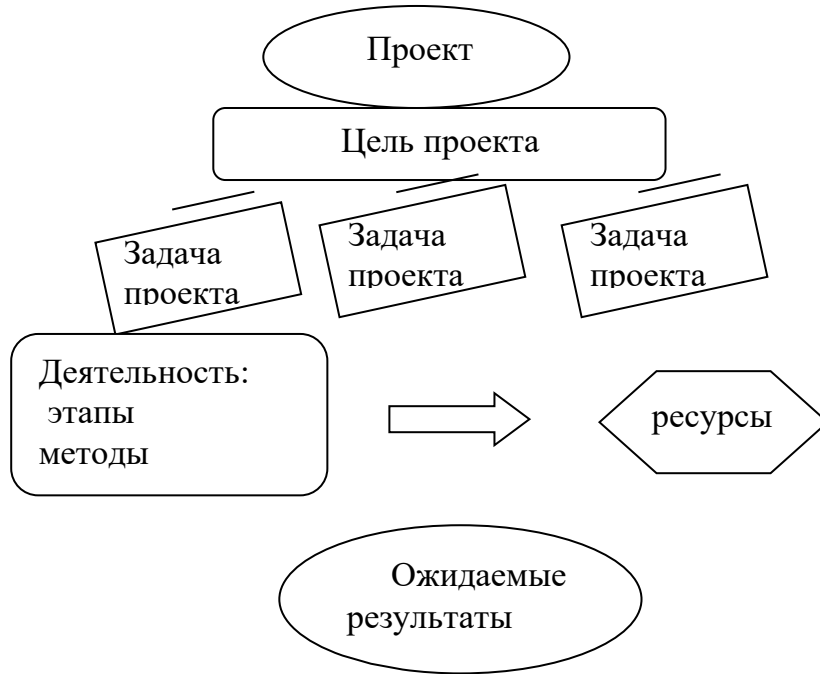 Проект
Цель проекта
Задача
проекта
Задача
проекта
Задача
проекта
Деятельность:
этапы
методы
ресурсы
Ожидаемые
результаты